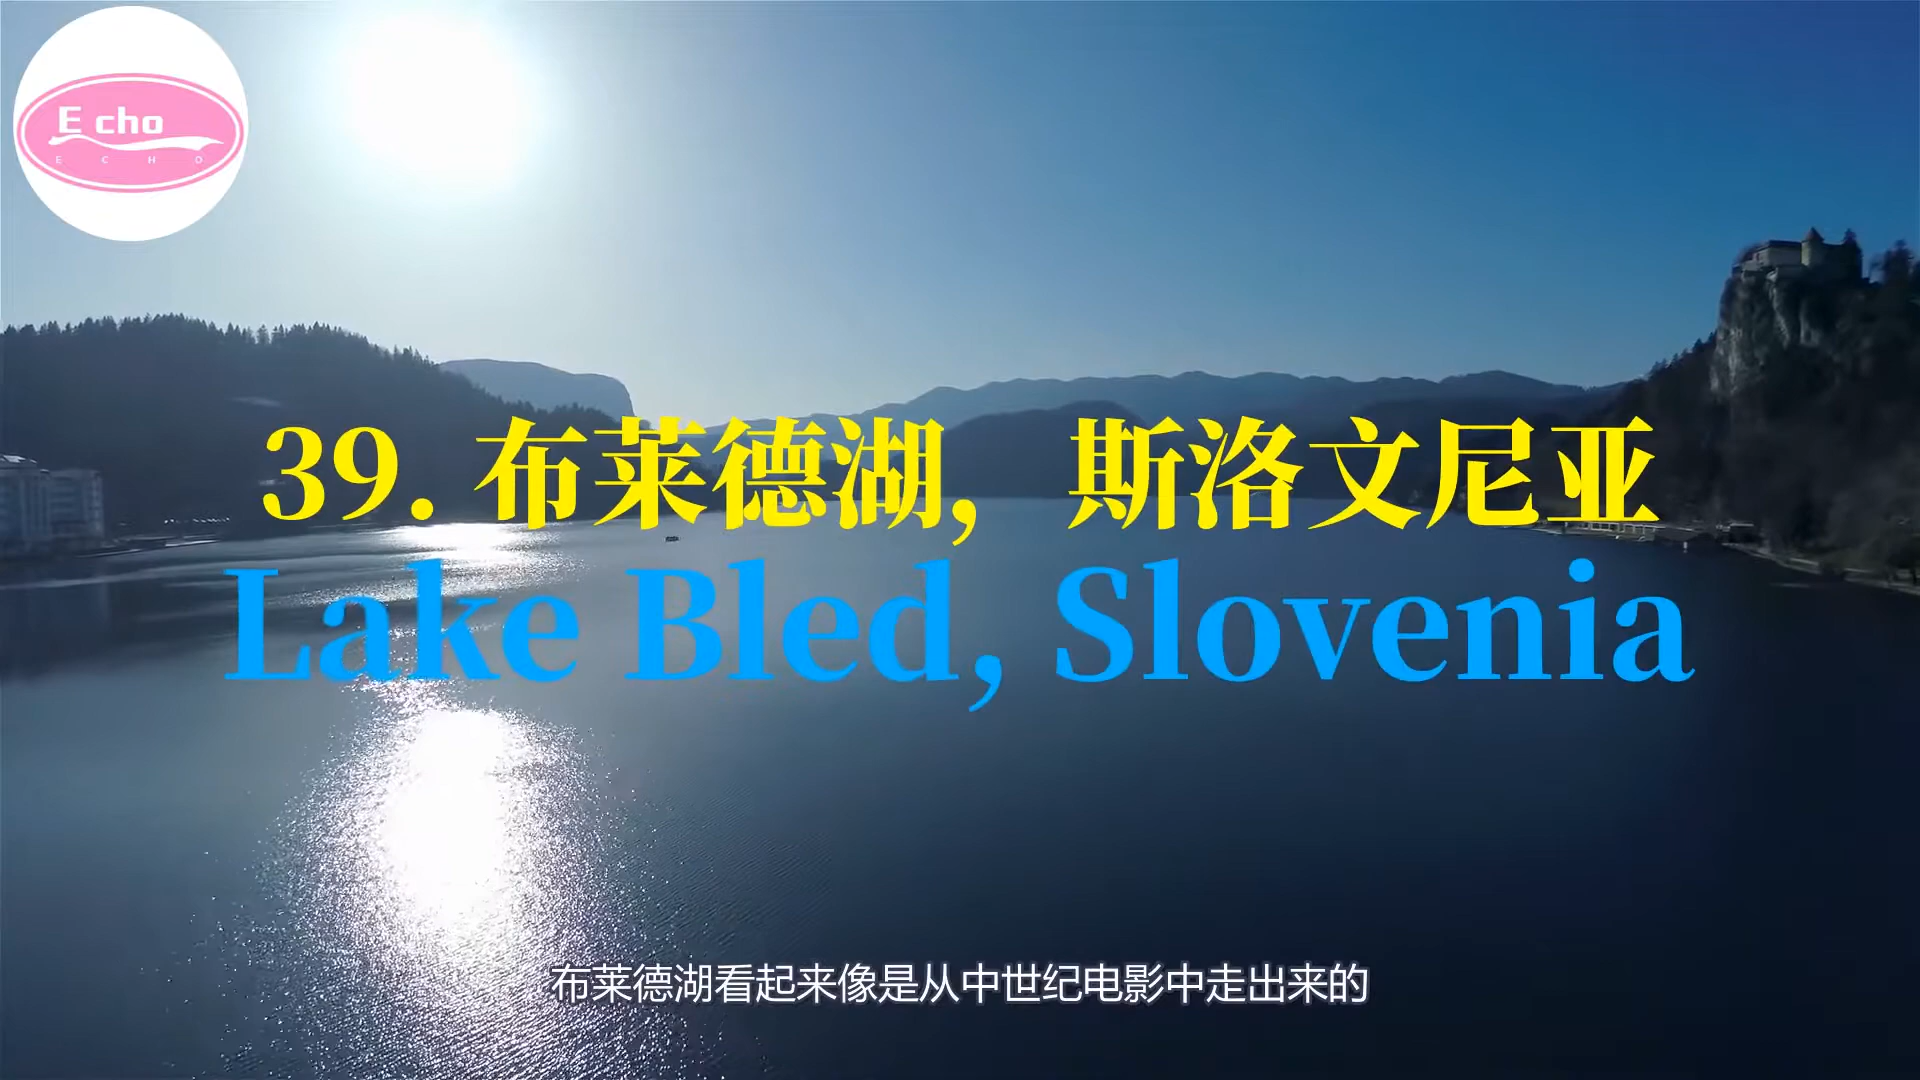 E cho
E C H O
39. 布莱德湖，斯洛文尼亚
Lake Bled, Slovenia
布莱德湖看起来像是从中世纪电影中走出来的